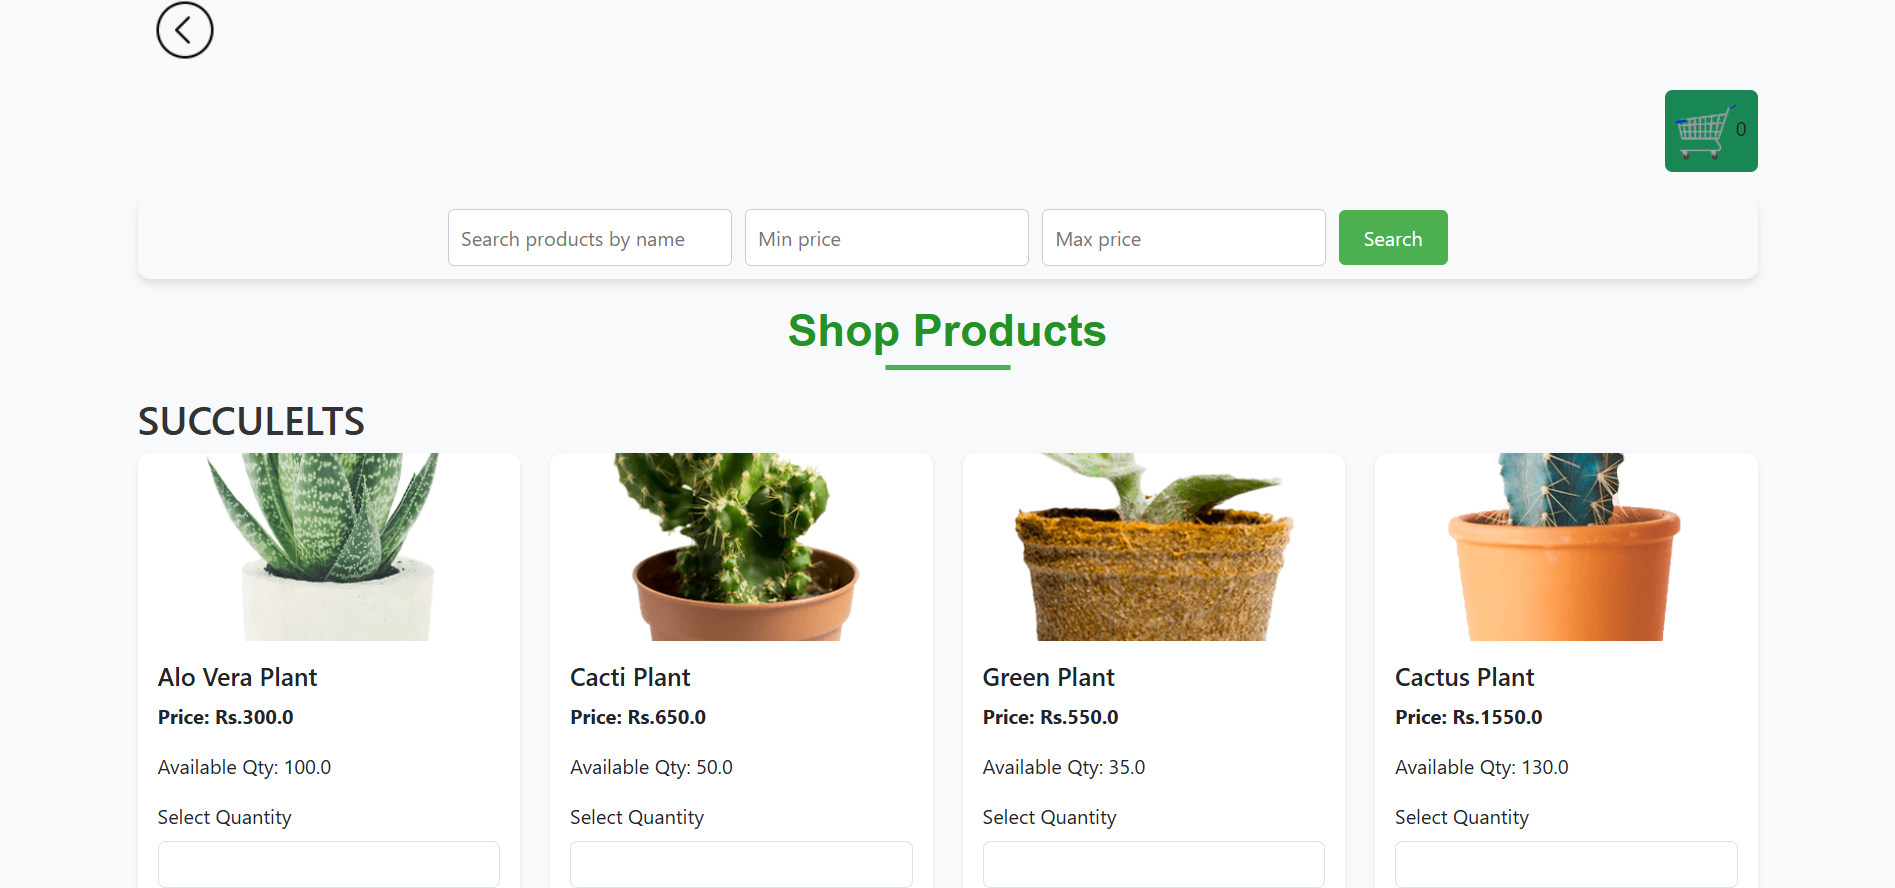 0
Search products by name Min price Max price Search
Shop Products
SUCCULELTS
Alo Vera Plant
Price: Rs.300.0
Available Qty: 100.0
Select Quantity
Cacti Plant
Price: Rs.650.0
Available Qty: 50.0
Select Quantity
Green Plant
Price: Rs.550.0
Available Qty: 35.0
Select Quantity
Cactus Plant
Price: Rs.1550.0
Available Qty: 130.0
Select Quantity